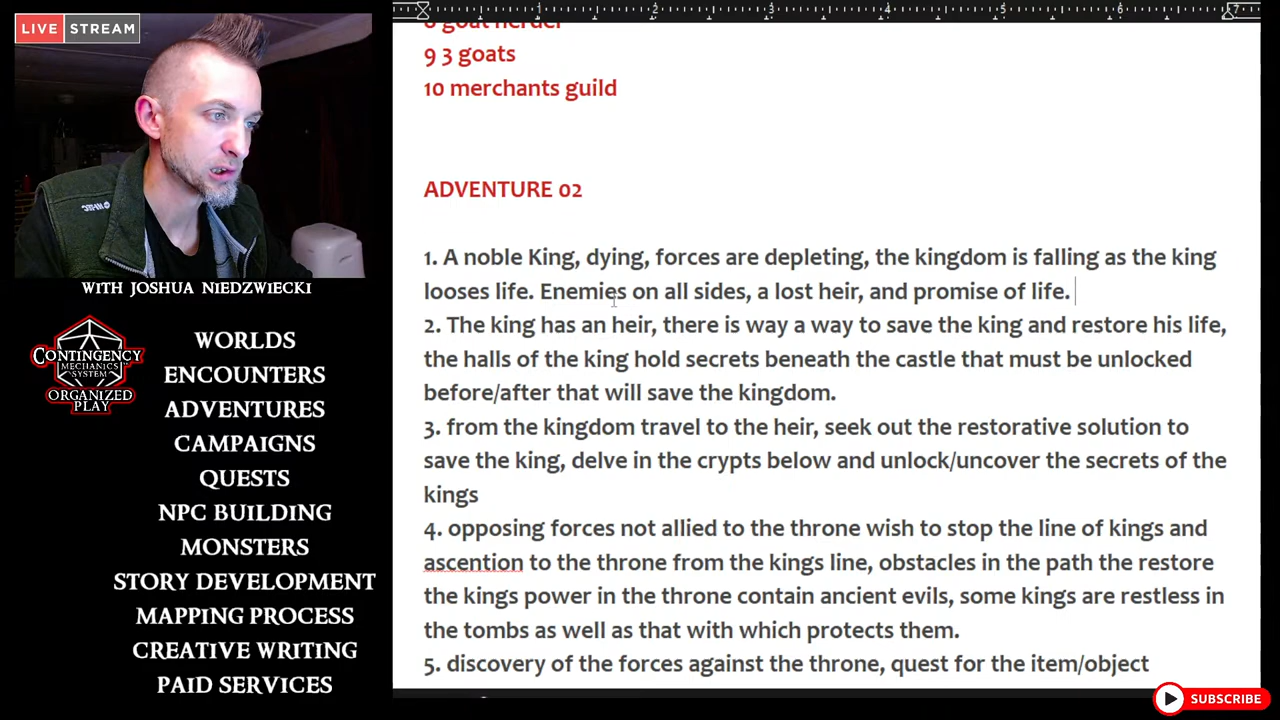 LIVE STREAM
WITH JOSHUA NIEDZWIECKI
CONTINGENCY
MECHANICS
SYSTEM
ORGANIZED
PLAY
WORLDS
ENCOUNTERS
ADVENTURES
CAMPAIGNS
QUESTS
NPC BUILDING
MONSTERS
STORY DEVELOPMENT
MAPPING PROCESS
CREATIVE WRITING
PAID SERVICES
1 2 3 4 5 6 7
8 goat herder
9 3 goats
10 merchants guild
ADVENTURE 02
1. A noble King, dying, forces are depleting, the kingdom is falling as the king
looses life. Enemies on all sides, a lost heir, and promise of life.
2. The king has an heir, there is way a way to save the king and restore his life,
the halls of the king hold secrets beneath the castle that must be unlocked
before/after that will save the kingdom.
3. from the kingdom travel to the heir, seek out the restorative solution to
save the king, delve in the crypts below and unlock/uncover the secrets of the
kings
4. opposing forces not allied to the throne wish to stop the line of kings and
ascention to the throne from the kings line, obstacles in the path the restore
the kings power in the throne contain ancient evils, some kings are restless in
the tombs as well as that with which protects them.
5. discovery of the forces against the throne, quest for the item/object
SUBSCRIBE